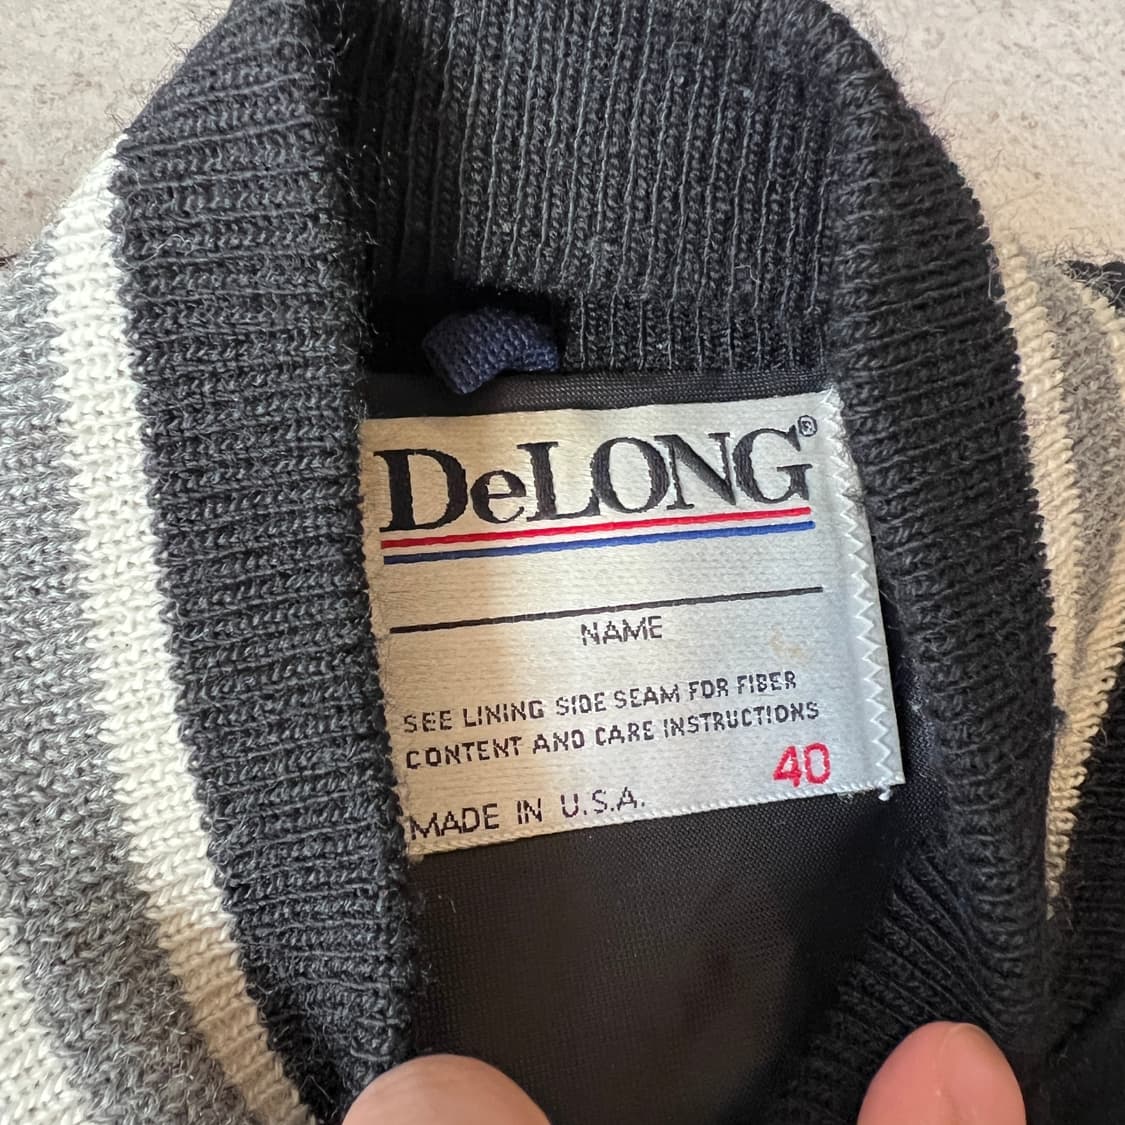 DeLONG®
NAME
SEE LINING SIDE SEAM FOR FIBER
CONTENT AND CARE INSTRUCTIONS
40
MADE IN U.S.A.